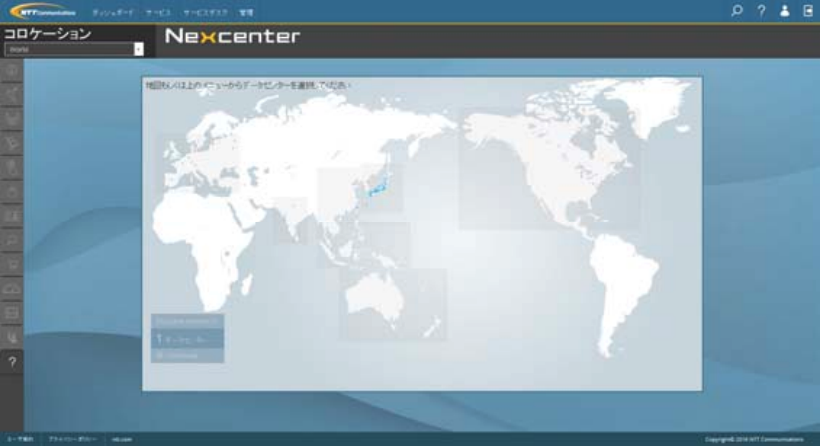 NTT Communications ダッシュボード サービス サービスデスク 管理 ?
コロケーション Nexcenter
World
地図もしくは上のメニューからデータセンターを選択してください
1 データセンター
?
ユーザ規約 プライバシーポリシー ntt.com Copyright© 2016 NTT Communications